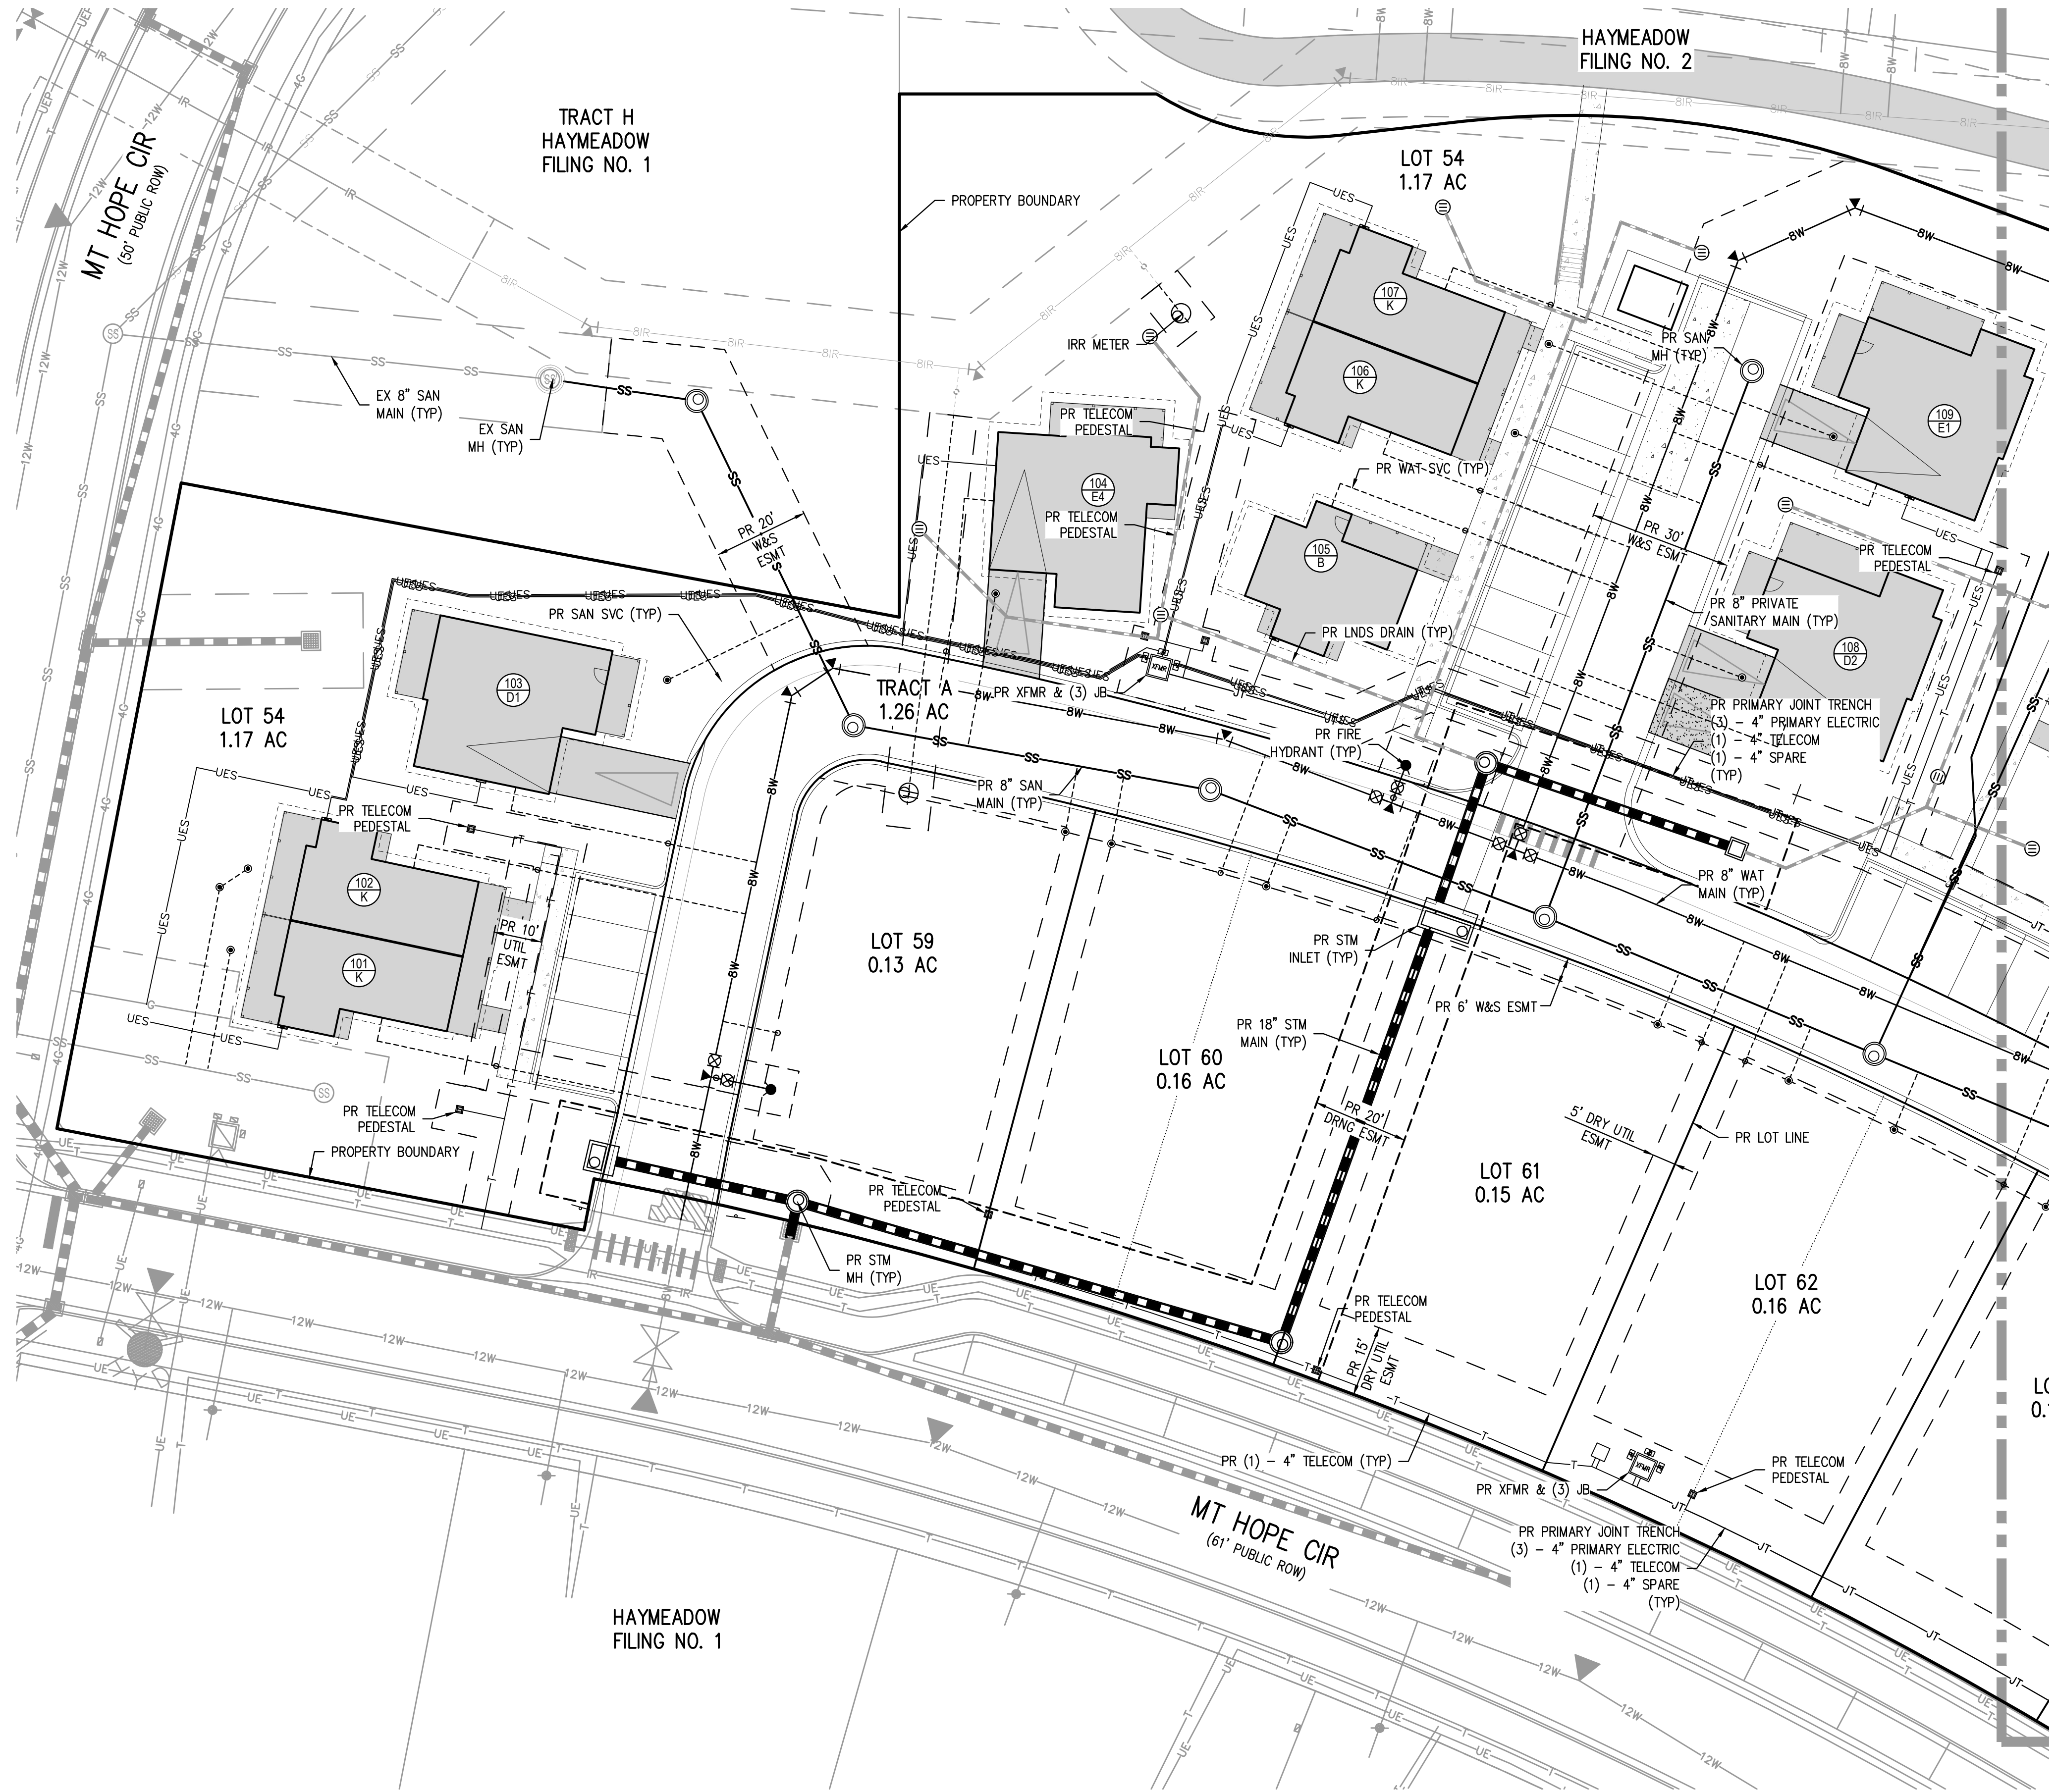 HAYMEADOW
FILING NO. 2
TRACT H
HAYMEADOW
FILING NO. 1
MT HOPE CIR
(50' PUBLIC ROW)
LOT 54
1.17 AC
PROPERTY BOUNDARY
107
K
106
K
IRR METER
PR SAN
MH (TYP)
EX 8" SAN
MAIN (TYP)
EX SAN
MH (TYP)
PR TELECOM
PEDESTAL
109
E1
104
E4
PR WAT SVC (TYP)
PR TELECOM
PEDESTAL
PR 20'
W&S
ESMT
105
B
PR 30'
W&S ESMT
PR TELECOM
PEDESTAL
PR SAN SVC (TYP)
PR 8" PRIVATE
SANITARY MAIN (TYP)
PR LNDS DRAIN (TYP)
108
D2
103
D1
TRACT A
1.26 AC
PR XFMR & (3) JB
XFMR
LOT 54
1.17 AC
PR PRIMARY JOINT TRENCH
(3) – 4" PRIMARY ELECTRIC
(1) – 4" TELECOM
(1) – 4" SPARE
(TYP)
PR FIRE
HYDRANT (TYP)
PR 8" SAN
MAIN (TYP)
PR TELECOM
PEDESTAL
102
K
PR 8" WAT
MAIN (TYP)
PR 10'
UTIL
ESMT
101
K
LOT 59
0.13 AC
PR STM
INLET (TYP)
PR 6' W&S ESMT
PR 18" STM
MAIN (TYP)
LOT 60
0.16 AC
PR TELECOM
PEDESTAL
PR 20'
DRNG ESMT
5' DRY UTIL
ESMT
PR LOT LINE
PROPERTY BOUNDARY
LOT 61
0.15 AC
PR TELECOM
PEDESTAL
PR STM
MH (TYP)
LOT 62
0.16 AC
PR TELECOM
PEDESTAL
PR 15'
DRY UTIL
ESMT
PR (1) – 4" TELECOM (TYP)
PR XFMR & (3) JB
XFMR
PR TELECOM
PEDESTAL
MT HOPE CIR
(61' PUBLIC ROW)
PR PRIMARY JOINT TRENCH
(3) – 4" PRIMARY ELECTRIC
(1) – 4" TELECOM
(1) – 4" SPARE
(TYP)
HAYMEADOW
FILING NO. 1